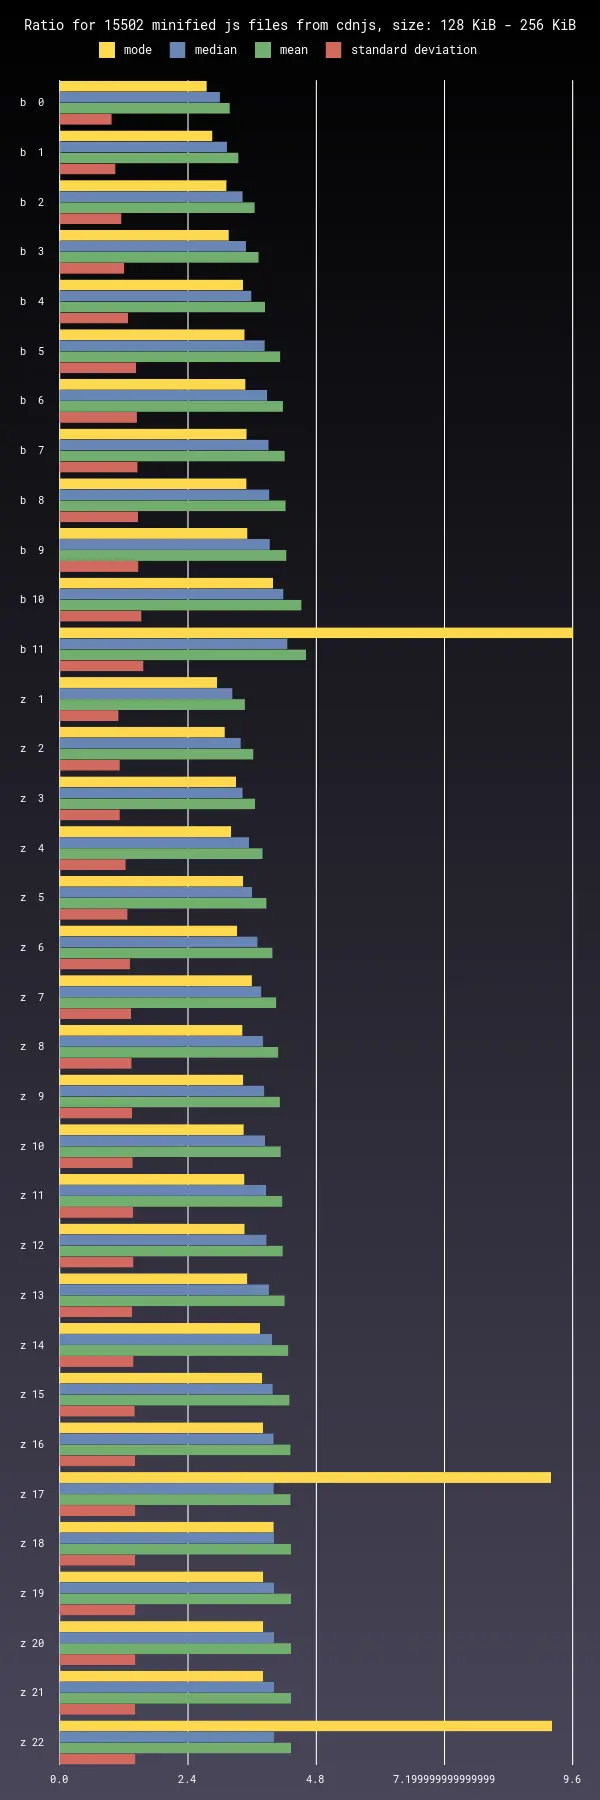 Ratio for 15502 minified js files from cdnjs, size: 128 KiB - 256 KiB
mode median mean standard deviation
b 0
b 1
b 2
b 3
b 4
b 5
b 6
b 7
b 8
b 9
b 10
b 11
z 1
z 2
z 3
z 4
z 5
z 6
z 7
z 8
z 9
z 10
z 11
z 12
z 13
z 14
z 15
z 16
z 17
z 18
z 19
z 20
z 21
z 22
0.0 2.4 4.8 7.199999999999999 9.6